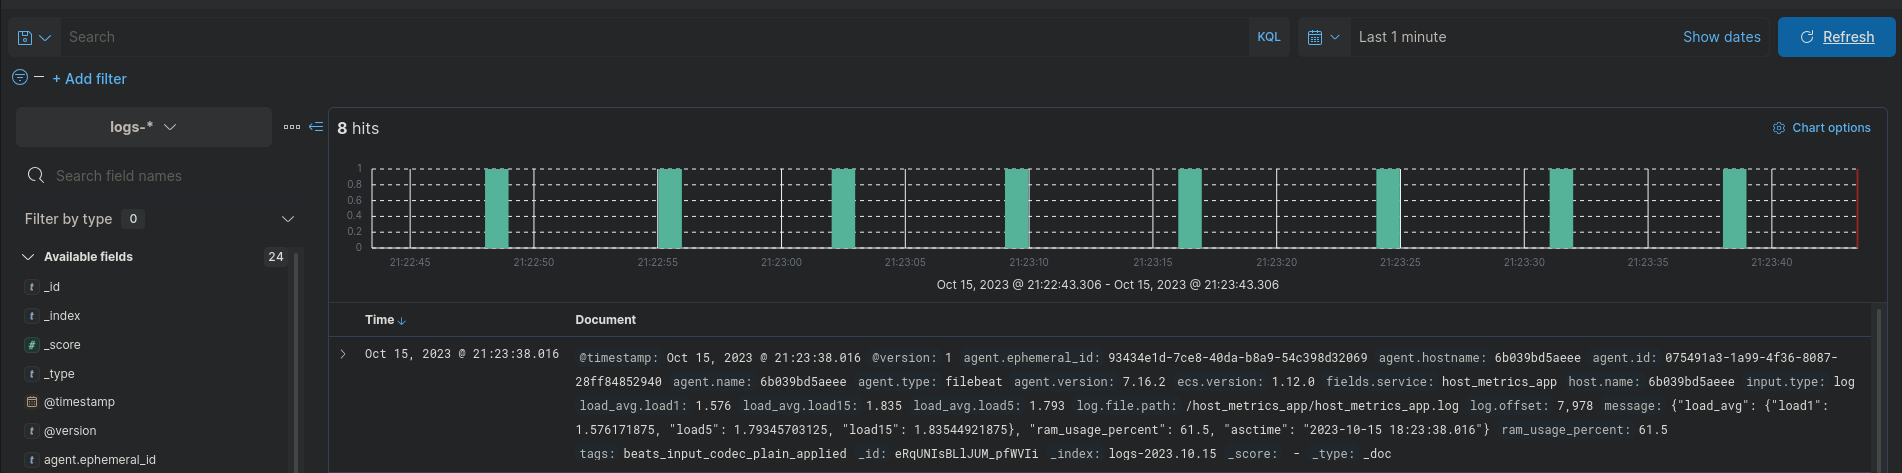 Search KQL Last 1 minute Show dates Refresh
+ Add filter
logs-*
8 hits Chart options
Search field names
Filter by type 0
Available fields 24
t _id
t _index
# _score
t _type
@timestamp
t @version
t agent.ephemeral_id
1
0.8
0.6
0.4
0.2
0
21:22:45 21:22:50 21:22:55 21:23:00 21:23:05 21:23:10 21:23:15 21:23:20 21:23:25 21:23:30 21:23:35 21:23:40
Oct 15, 2023 @ 21:22:43.306 - Oct 15, 2023 @ 21:23:43.306
Time Document
Oct 15, 2023 @ 21:23:38.016
@timestamp: Oct 15, 2023 @ 21:23:38.016 @version: 1 agent.ephemeral_id: 93434e1d-7ce8-40da-b8a9-54c398d32069 agent.hostname: 6b039bd5aeee agent.id: 075491a3-1a99-4f36-8087-
28ff84852940 agent.name: 6b039bd5aeee agent.type: filebeat agent.version: 7.16.2 ecs.version: 1.12.0 fields.service: host_metrics_app host.name: 6b039bd5aeee input.type: log
load_avg.load1: 1.576 load_avg.load15: 1.835 load_avg.load5: 1.793 log.file.path: /host_metrics_app/host_metrics_app.log log.offset: 7,978 message: {"load_avg": {"load1":
1.576171875, "load5": 1.79345703125, "load15": 1.83544921875}, "ram_usage_percent": 61.5, "asctime": "2023-10-15 18:23:38.016"} ram_usage_percent: 61.5
tags: beats_input_codec_plain_applied _id: eRqUNIsBLlJUM_pfWVIi _index: logs-2023.10.15 _score: - _type: _doc